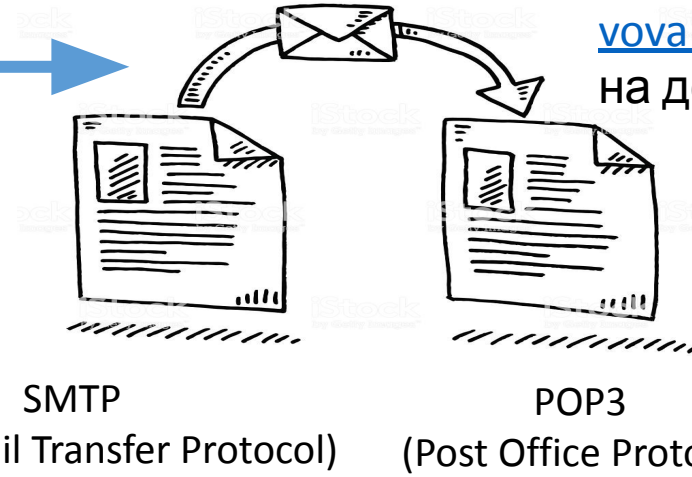 vova
на д
SMTP
POP3
il Transfer Protocol)
(Post Office Proto